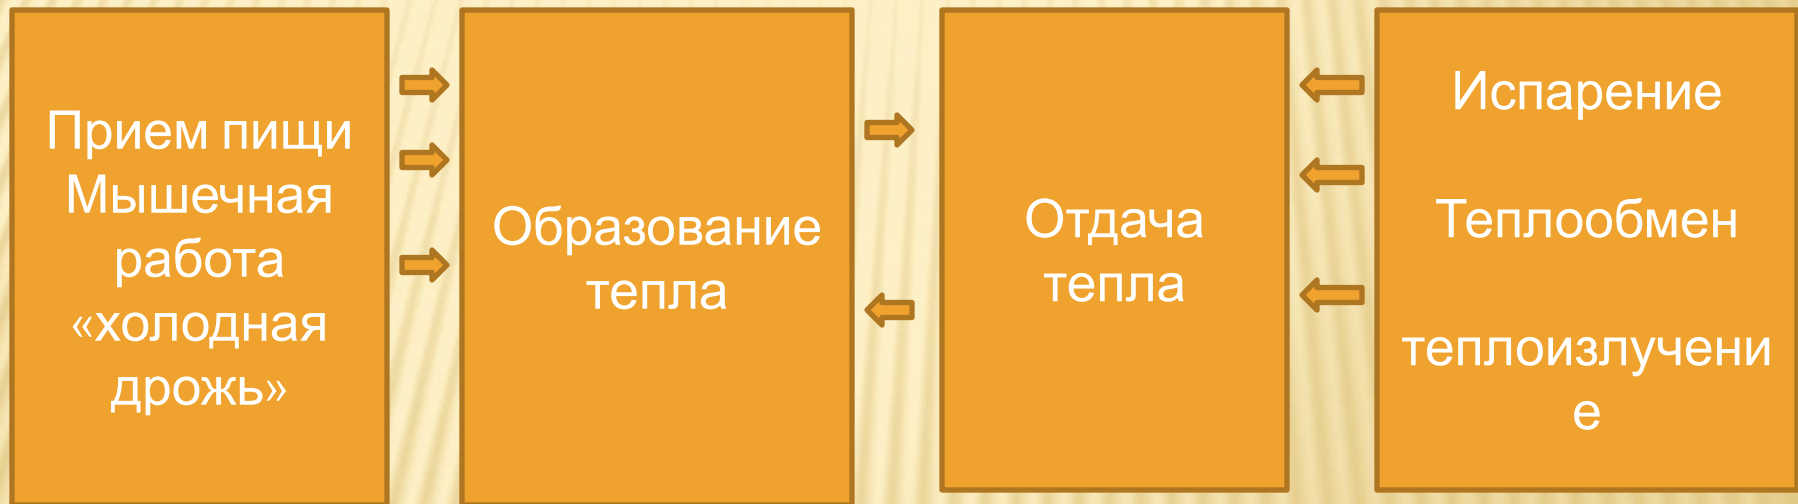 Прием пищи
Мышечная
работа
«холодная
дрожь»
Образование
тепла
Отдача
тепла
Испарение
Теплообмен
теплоизлучени
е